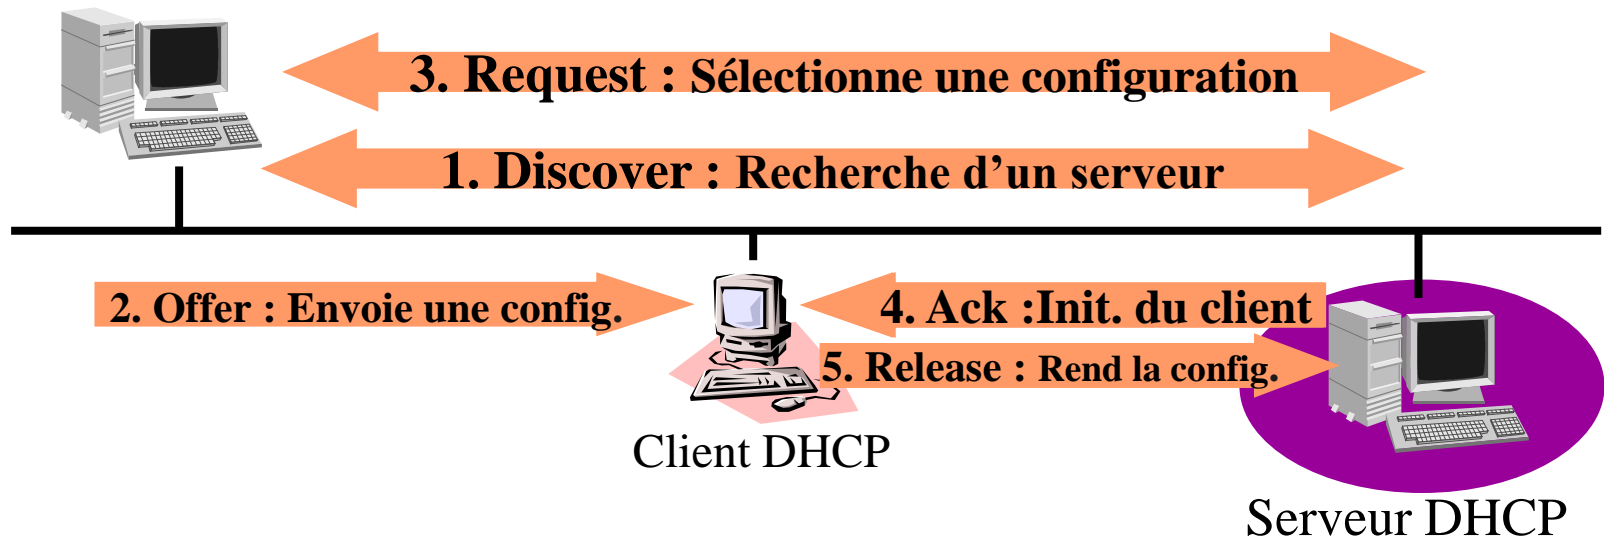 3. Request : Sélectionne une configuration
1. Discover : Recherche d’un serveur
2. Offer : Envoie une config.
4. Ack :Init. du client
5. Release : Rend la config.
Client DHCP
Serveur DHCP